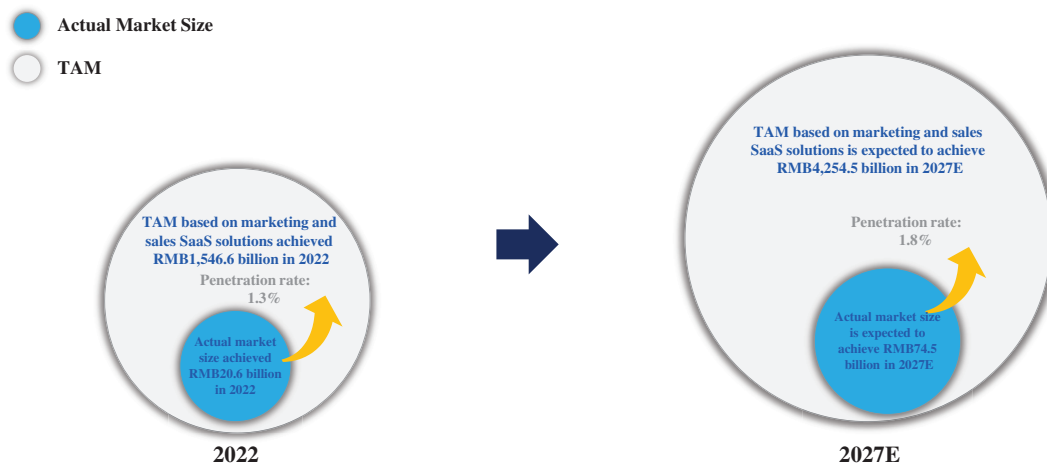 Actual Market Size
TAM
TAM based on marketing and
sales SaaS solutions achieved
RMB1,546.6 billion in 2022
Penetration rate:
1.3%
Actual market
size achieved
RMB20.6 billion
in 2022
2022
TAM based on marketing and sales
SaaS solutions is expected to achieve
RMB4,254.5 billion in 2027E
Penetration rate:
1.8%
Actual market size
is expected to
achieve RMB74.5
billion in 2027E
2027E